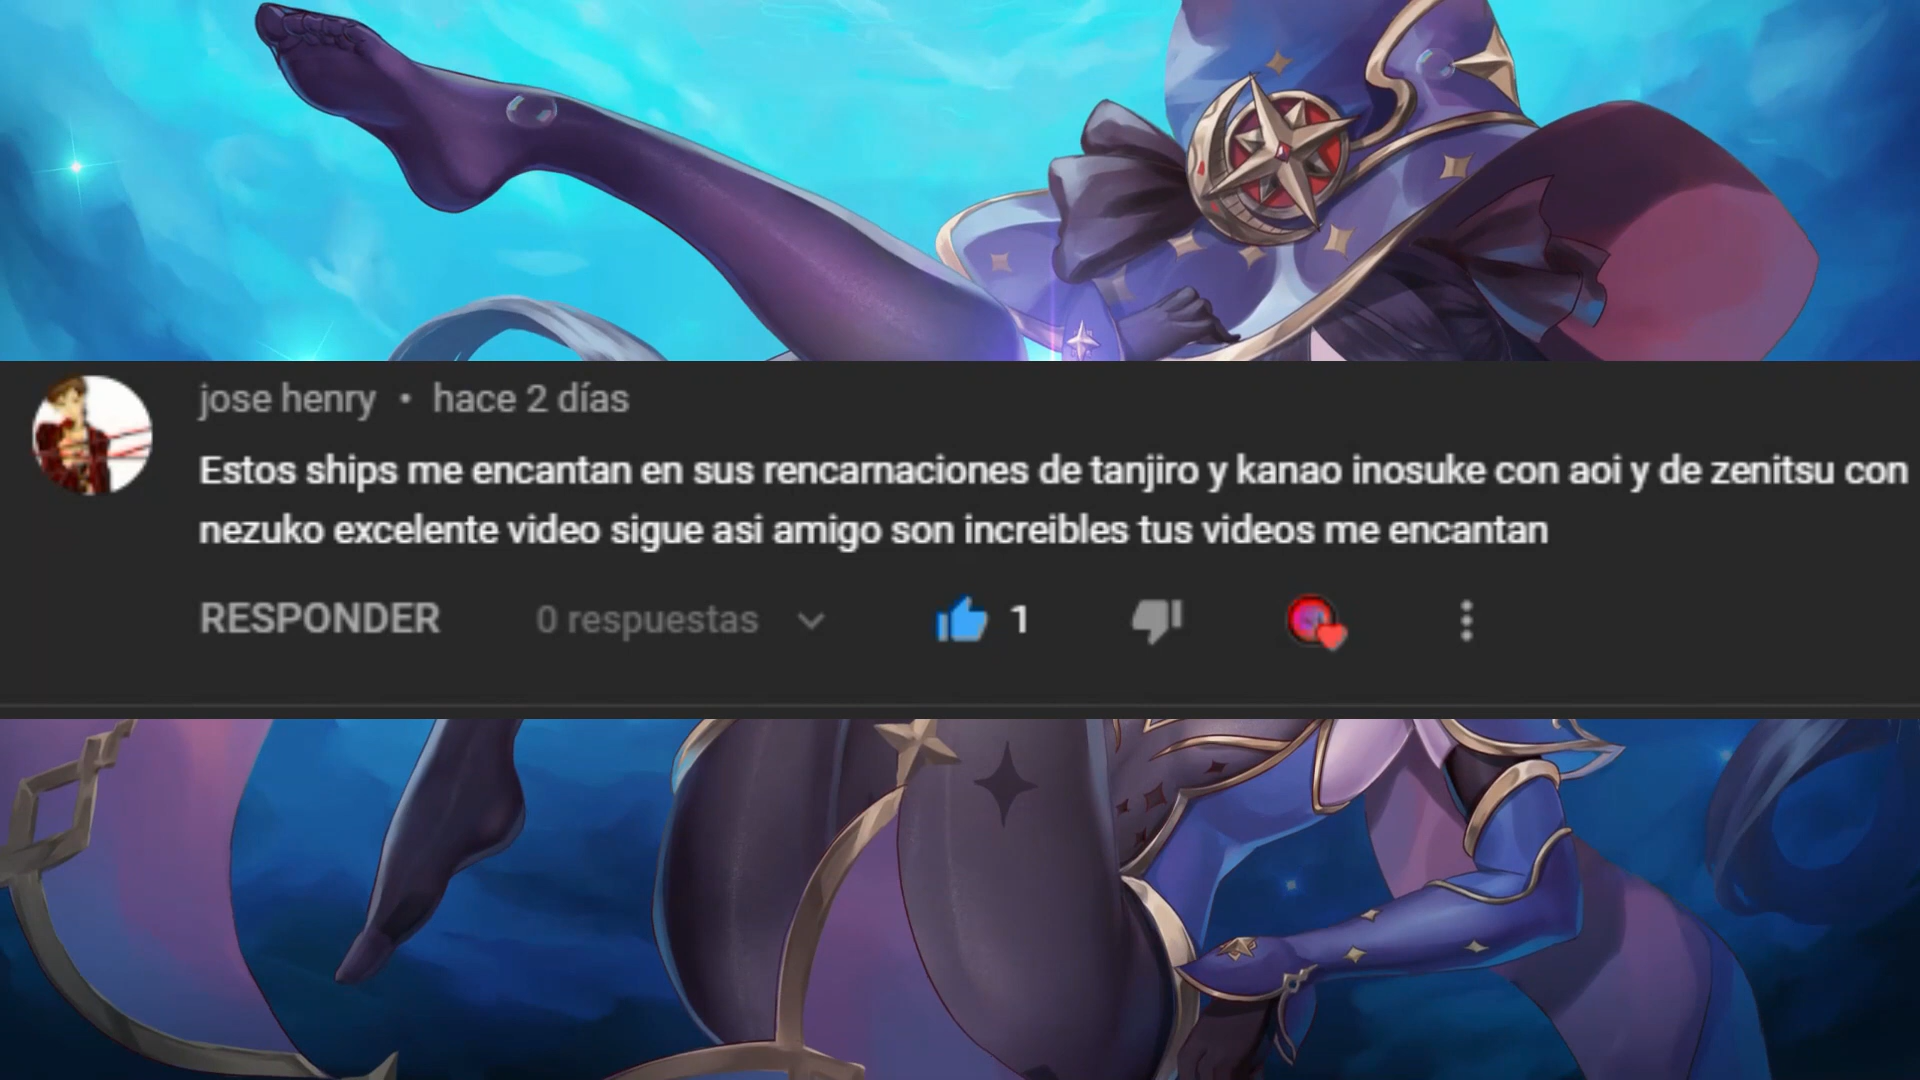 jose henry • hace 2 días
Estos ships me encantan en sus rencarnaciones de tanjiro y kanao inosuke con aoi y de zenitsu con
nezuko excelente video sigue asi amigo son increibles tus videos me encantan
RESPONDER 0 respuestas 1